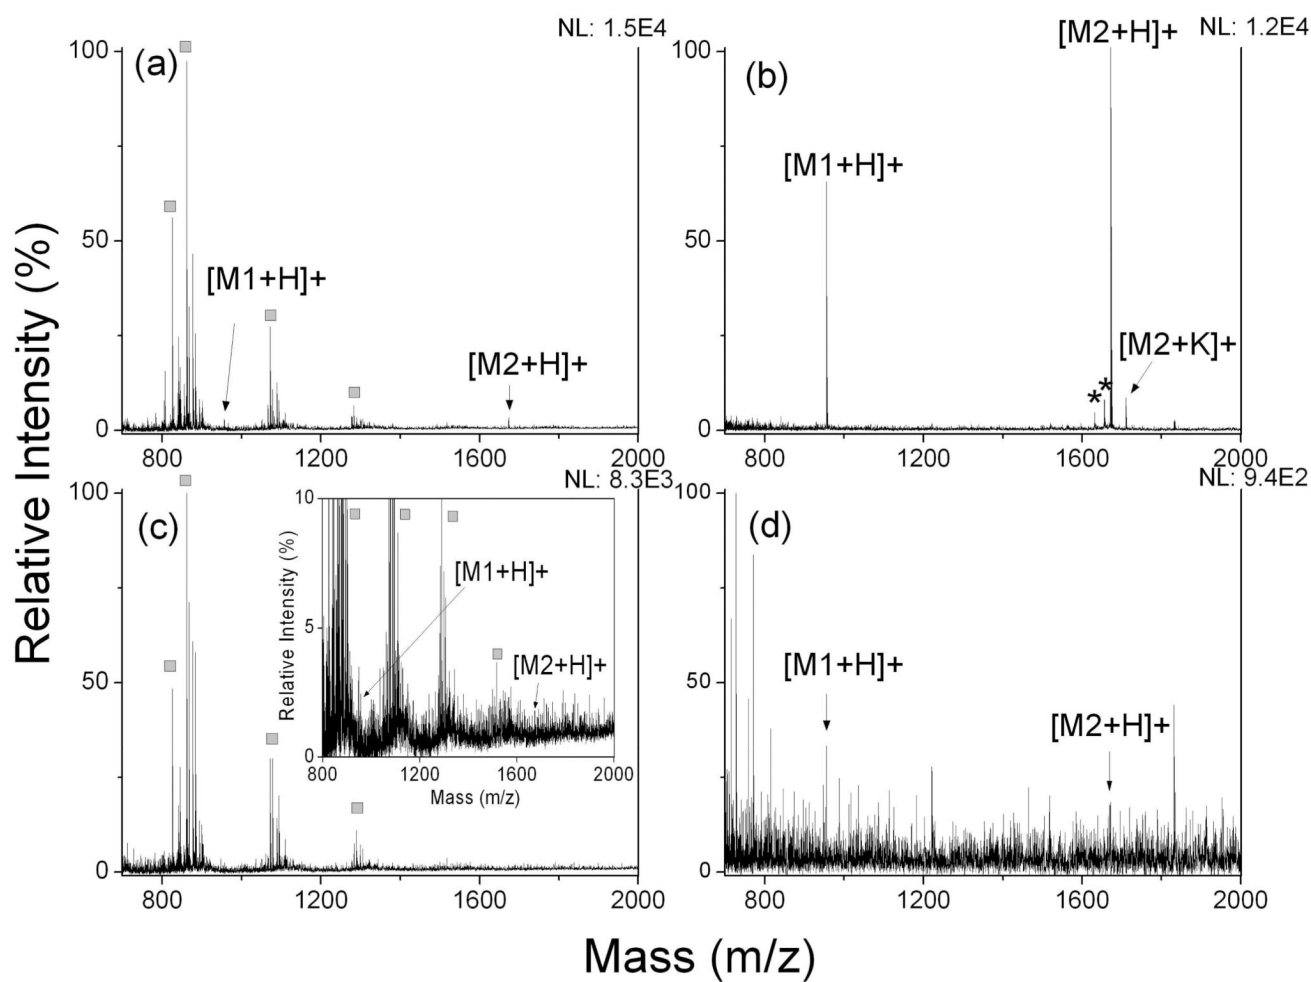 NL: 1.5E4
100
(a)
50
[M1+H]+
[M2+H]+
0
800
1200
1600
2000
[M2+H]+
NL: 1.2E4
100
(b)
[M1+H]+
50
[M2+K]+
*
*
0
800
1200
1600
2000
NL: 8.3E3
100
(c)
50
0
800
1200
1600
2000
10
[M1+H]+
5
[M2+H]+
0
800
1200
1600
2000
Mass (m/z)
Relative Intensity (%)
NL: 9.4E2
100
(d)
[M1+H]+
50
[M2+H]+
0
800
1200
1600
2000
Relative Intensity (%)
Mass (m/z)